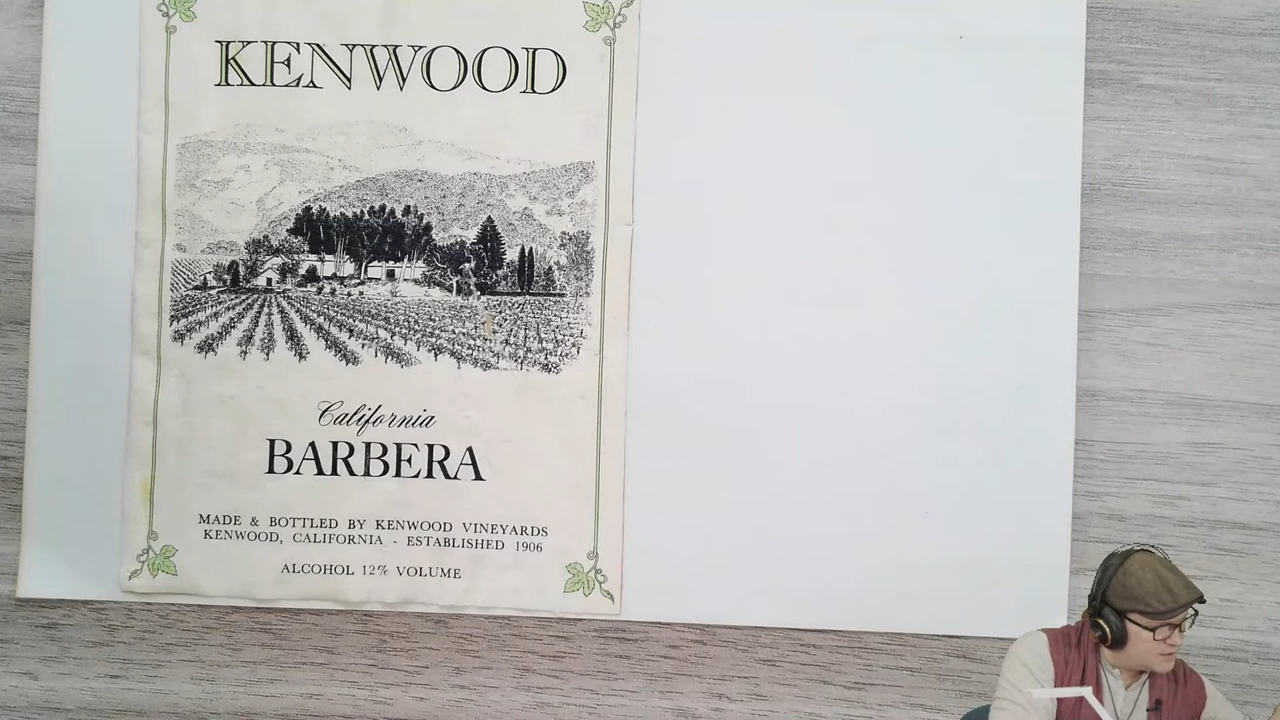 KENWOOD
California
BARBERA
MADE & BOTTLED BY KENWOOD VINEYARDS
KENWOOD, CALIFORNIA - ESTABLISHED 1906
ALCOHOL 12% VOLUME